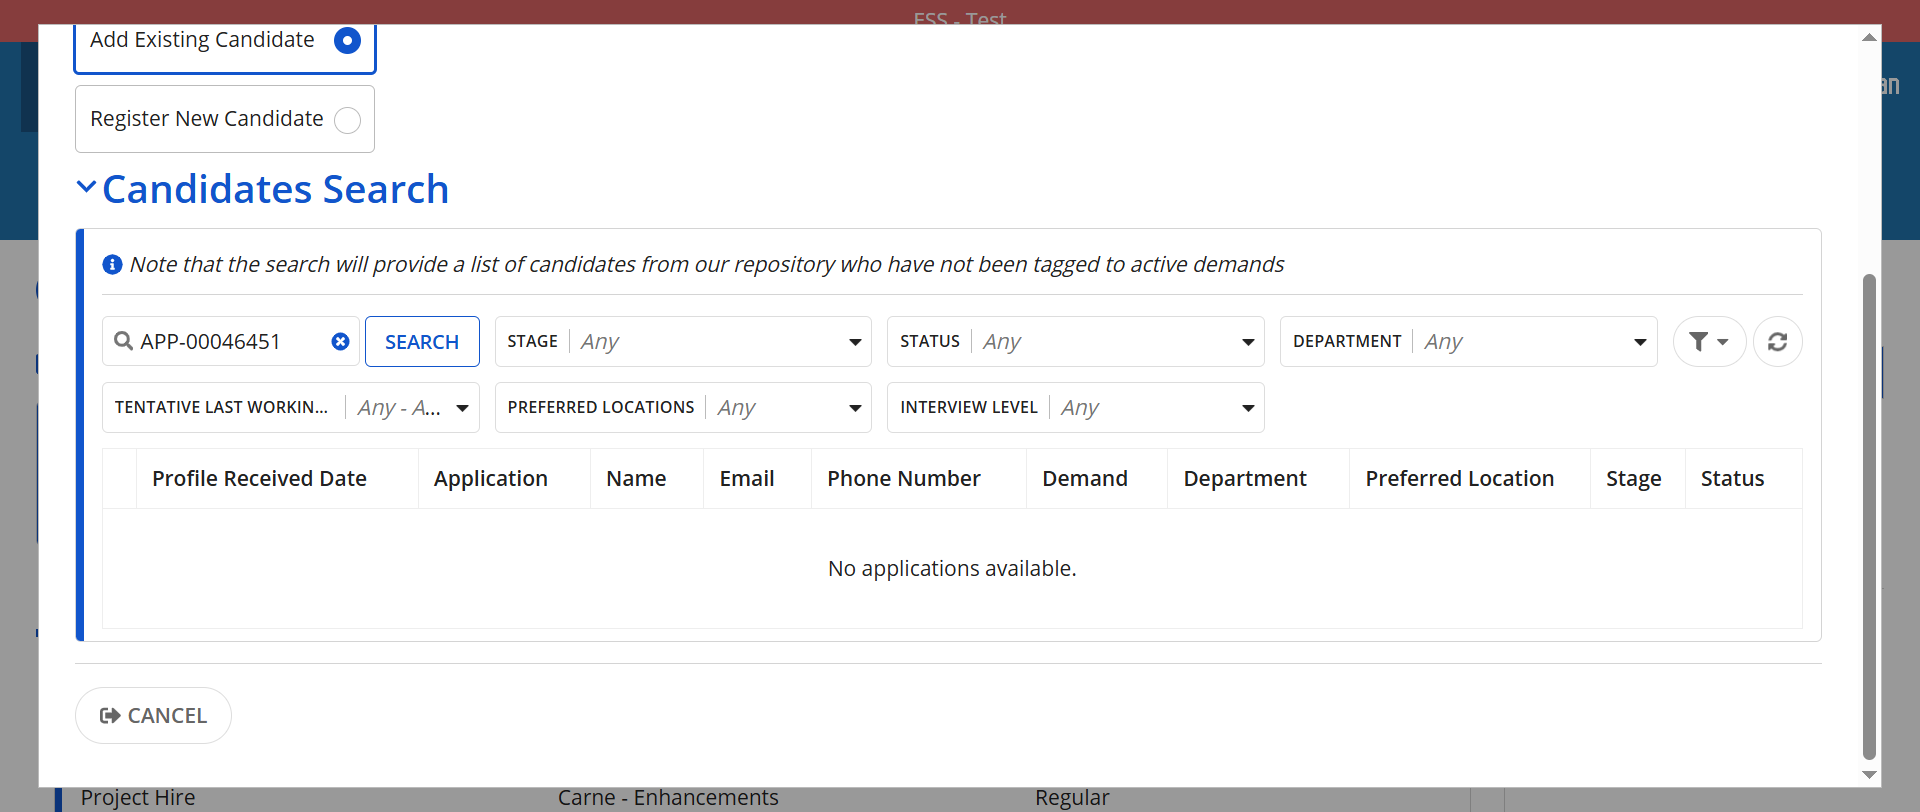 ESS - Test
an
Add Existing Candidate
Register New Candidate
Candidates Search
Note that the search will provide a list of candidates from our repository who have not been tagged to active demands
APP-00046451 SEARCH STAGE Any STATUS Any DEPARTMENT Any
TENTATIVE LAST WORKIN... Any - A... PREFERRED LOCATIONS Any INTERVIEW LEVEL Any
Profile Received Date Application Name Email Phone Number Demand Department Preferred Location Stage Status
No applications available.
CANCEL
Project Hire Carne - Enhancements Regular